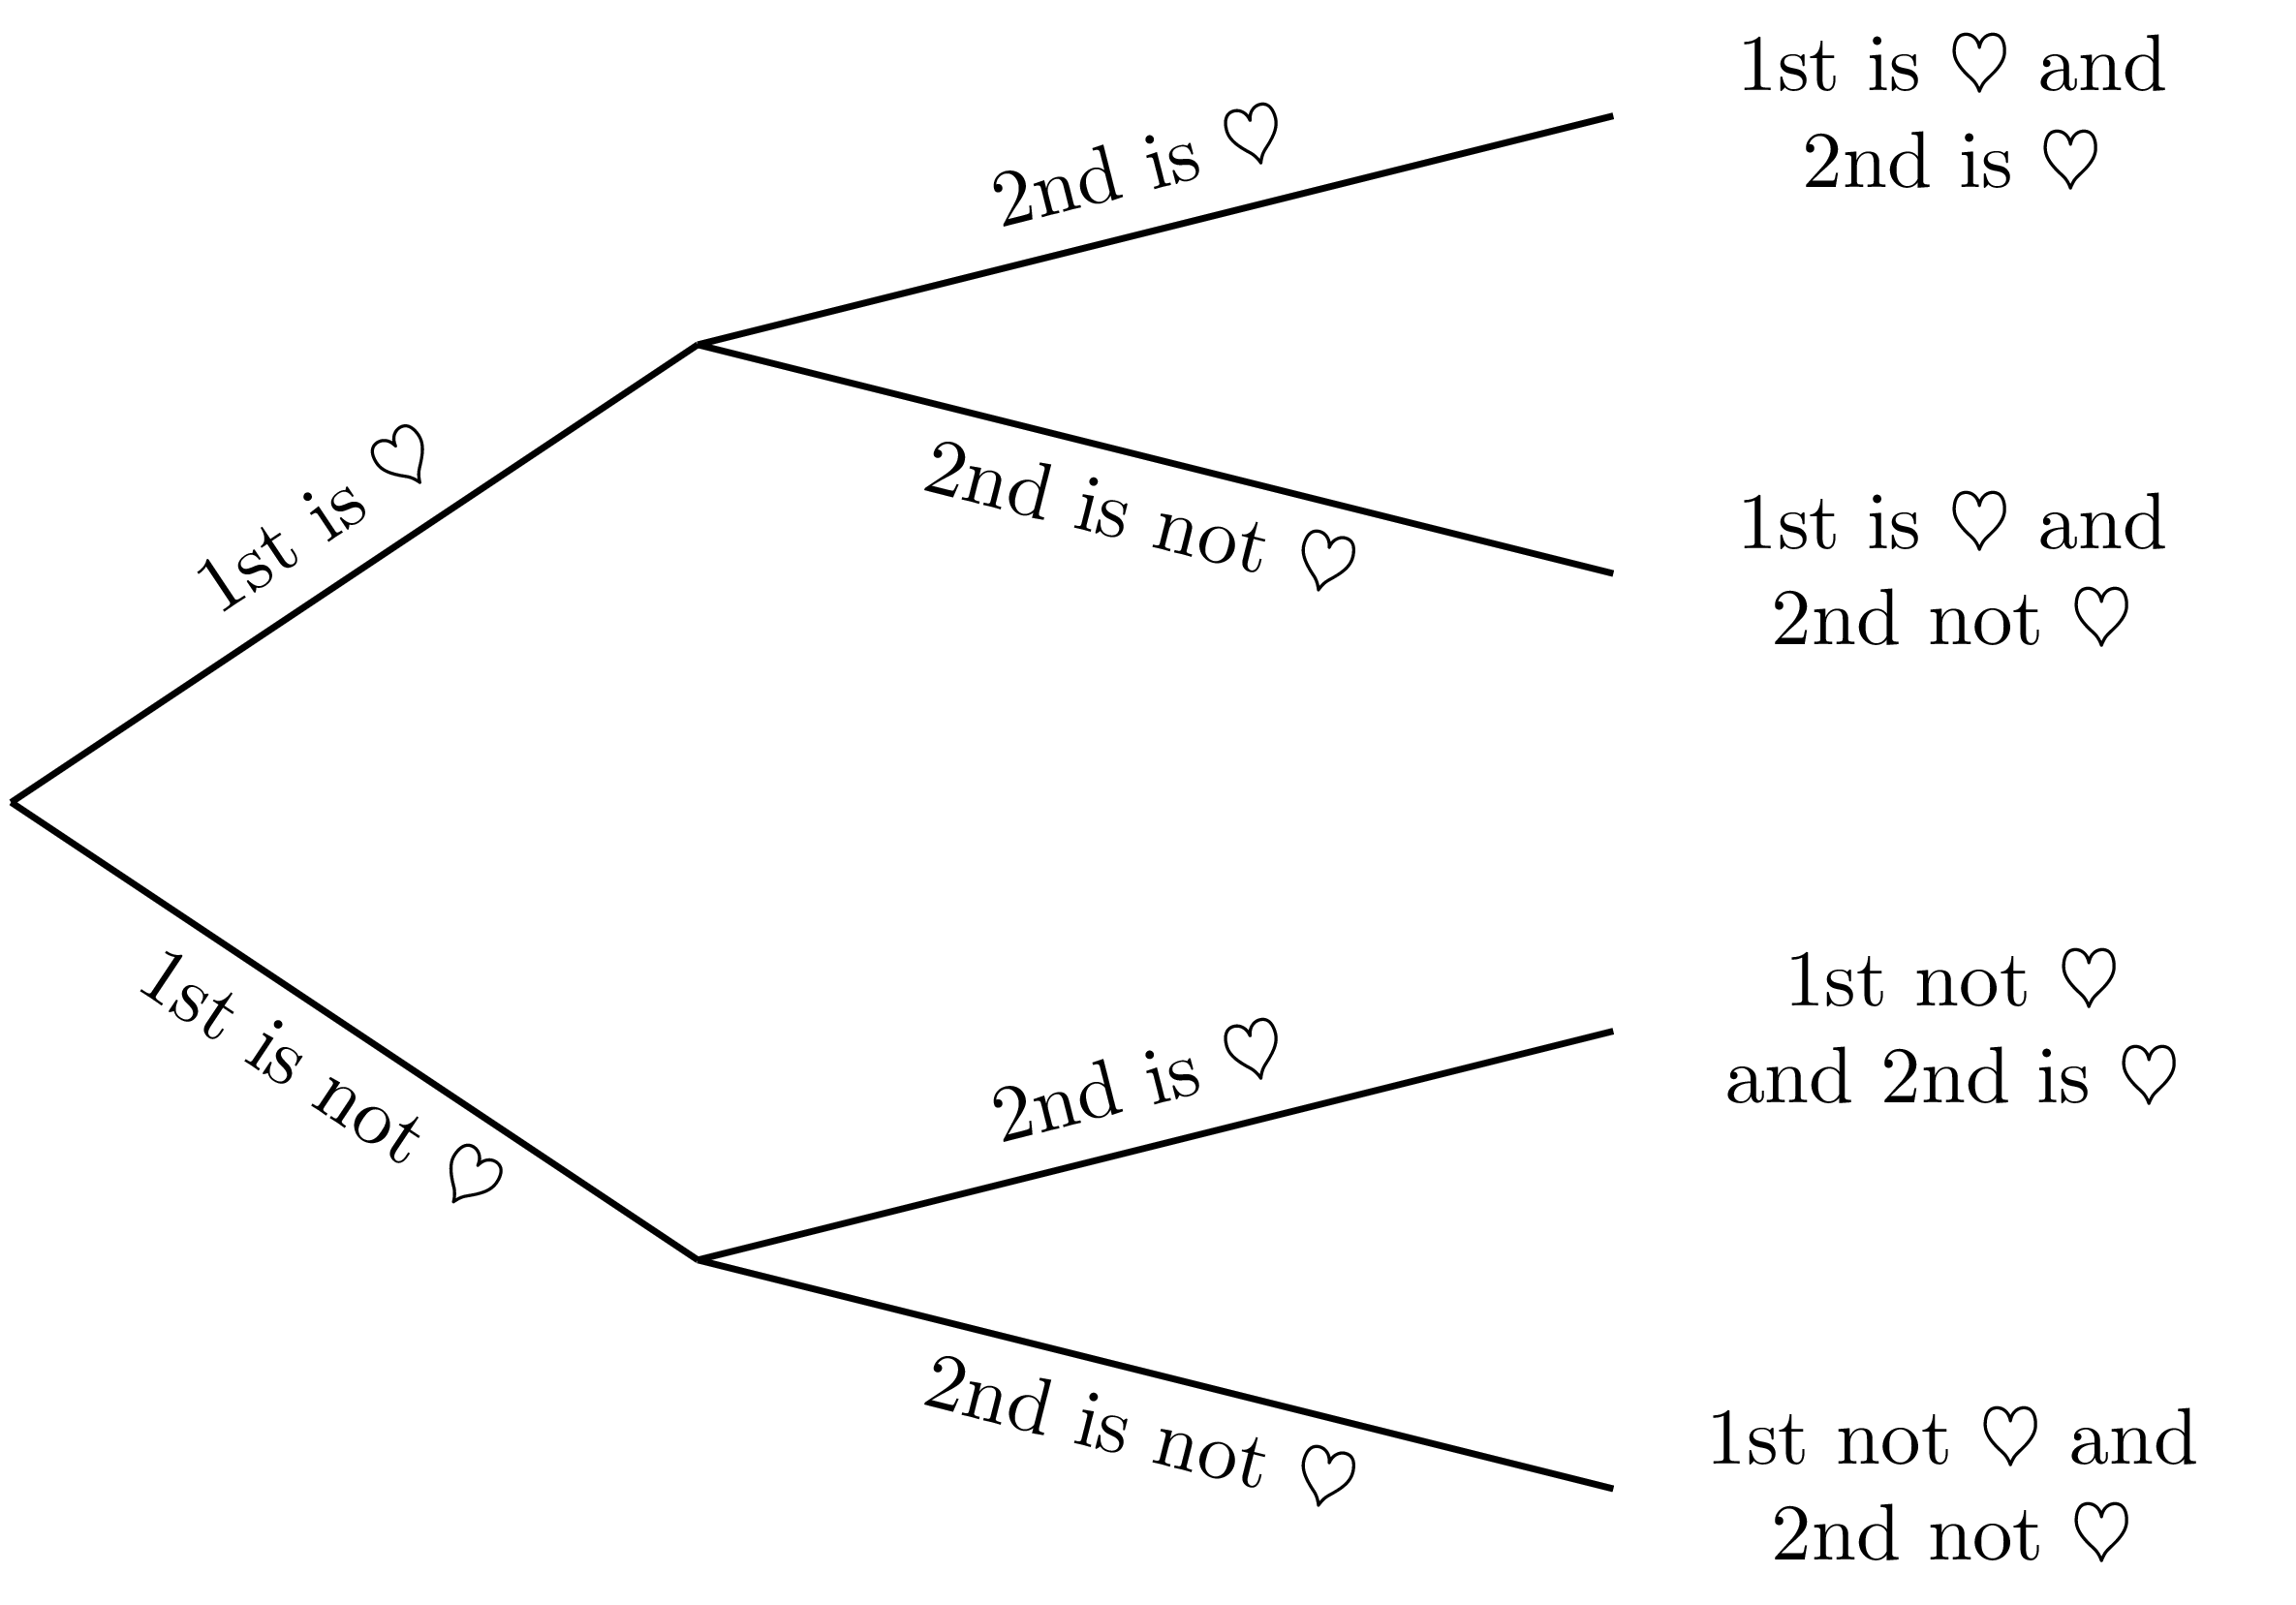 1st is ♡ and
2nd is ♡
2nd is ♡
1st is ♡
2nd is not ♡
1st is ♡ and
2nd not ♡
1st is not ♡
2nd is ♡
1st not ♡
and 2nd is ♡
2nd is not ♡
1st not ♡ and
2nd not ♡